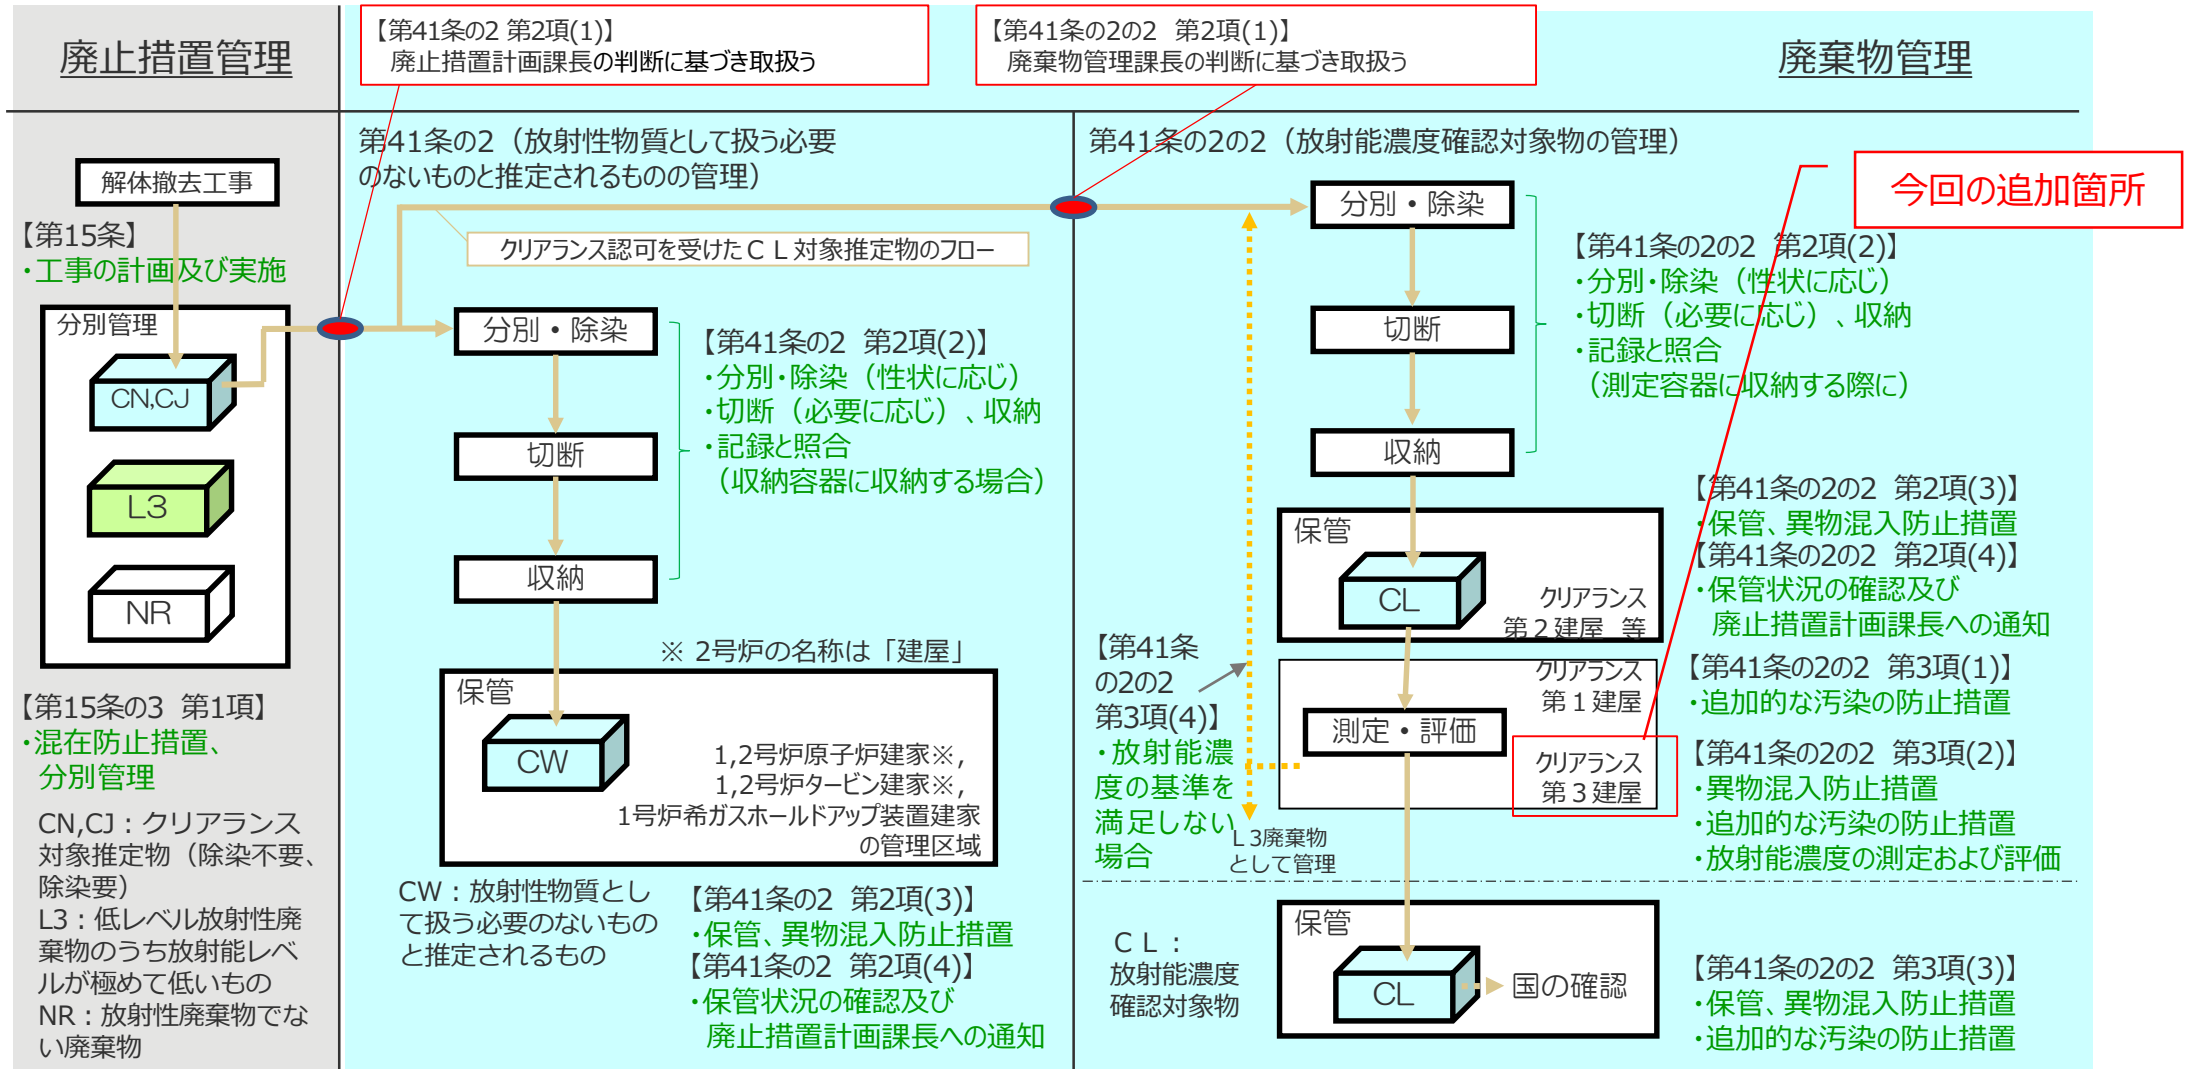 廃止措置管理
【第41条の2 第2項(1)】
廃止措置計画課長の判断に基づき取扱う
【第41条の2の2 第2項(1)】
廃棄物管理課長の判断に基づき取扱う
廃棄物管理
解体撤去工事
【第15条】
・工事の計画及び実施
分別管理
CN,CJ
L3
NR
【第15条の3 第1項】
・混在防止措置、
分別管理
CN,CJ：クリアランス
対象推定物（除染不要、
除染要）
L3：低レベル放射性廃
棄物のうち放射能レベ
ルが極めて低いもの
NR：放射性廃棄物でな
い廃棄物
第41条の2（放射性物質として扱う必要
のないものと推定されるものの管理）
クリアランス認可を受けたＣＬ対象推定物のフロー
分別・除染
切断
収納
【第41条の2 第2項(2)】
・分別・除染（性状に応じ）
・切断（必要に応じ）、収納
・記録と照合
（収納容器に収納する場合）
※ 2号炉の名称は「建屋」
保管
CW
1,2号炉原子炉建家※,
1,2号炉タービン建家※,
1号炉希ガスホールドアップ装置建家
の管理区域
CW：放射性物質とし
て扱う必要のないもの
と推定されるもの
【第41条の2 第2項(3)】
・保管、異物混入防止措置
【第41条の2 第2項(4)】
・保管状況の確認及び
廃止措置計画課長への通知
第41条の2の2（放射能濃度確認対象物の管理）
今回の追加箇所
分別・除染
切断
収納
【第41条の2の2 第2項(2)】
・分別・除染（性状に応じ）
・切断（必要に応じ）、収納
・記録と照合
（測定容器に収納する際に）
保管
CL
クリアランス
第２建屋 等
【第41条の2の2 第2項(3)】
・保管、異物混入防止措置
【第41条の2の2 第2項(4)】
・保管状況の確認及び
廃止措置計画課長への通知
【第41条
の2の2
第3項(4)】
・放射能濃
度の基準を
満足しない
場合
Ｌ3廃棄物
として管理
クリアランス
第１建屋
測定・評価
クリアランス
第３建屋
【第41条の2の2 第3項(1)】
・追加的な汚染の防止措置
【第41条の2の2 第3項(2)】
・異物混入防止措置
・追加的な汚染の防止措置
・放射能濃度の測定および評価
ＣＬ：
放射能濃度
確認対象物
保管
CL
国の確認
【第41条の2の2 第3項(3)】
・保管、異物混入防止措置
・追加的な汚染の防止措置